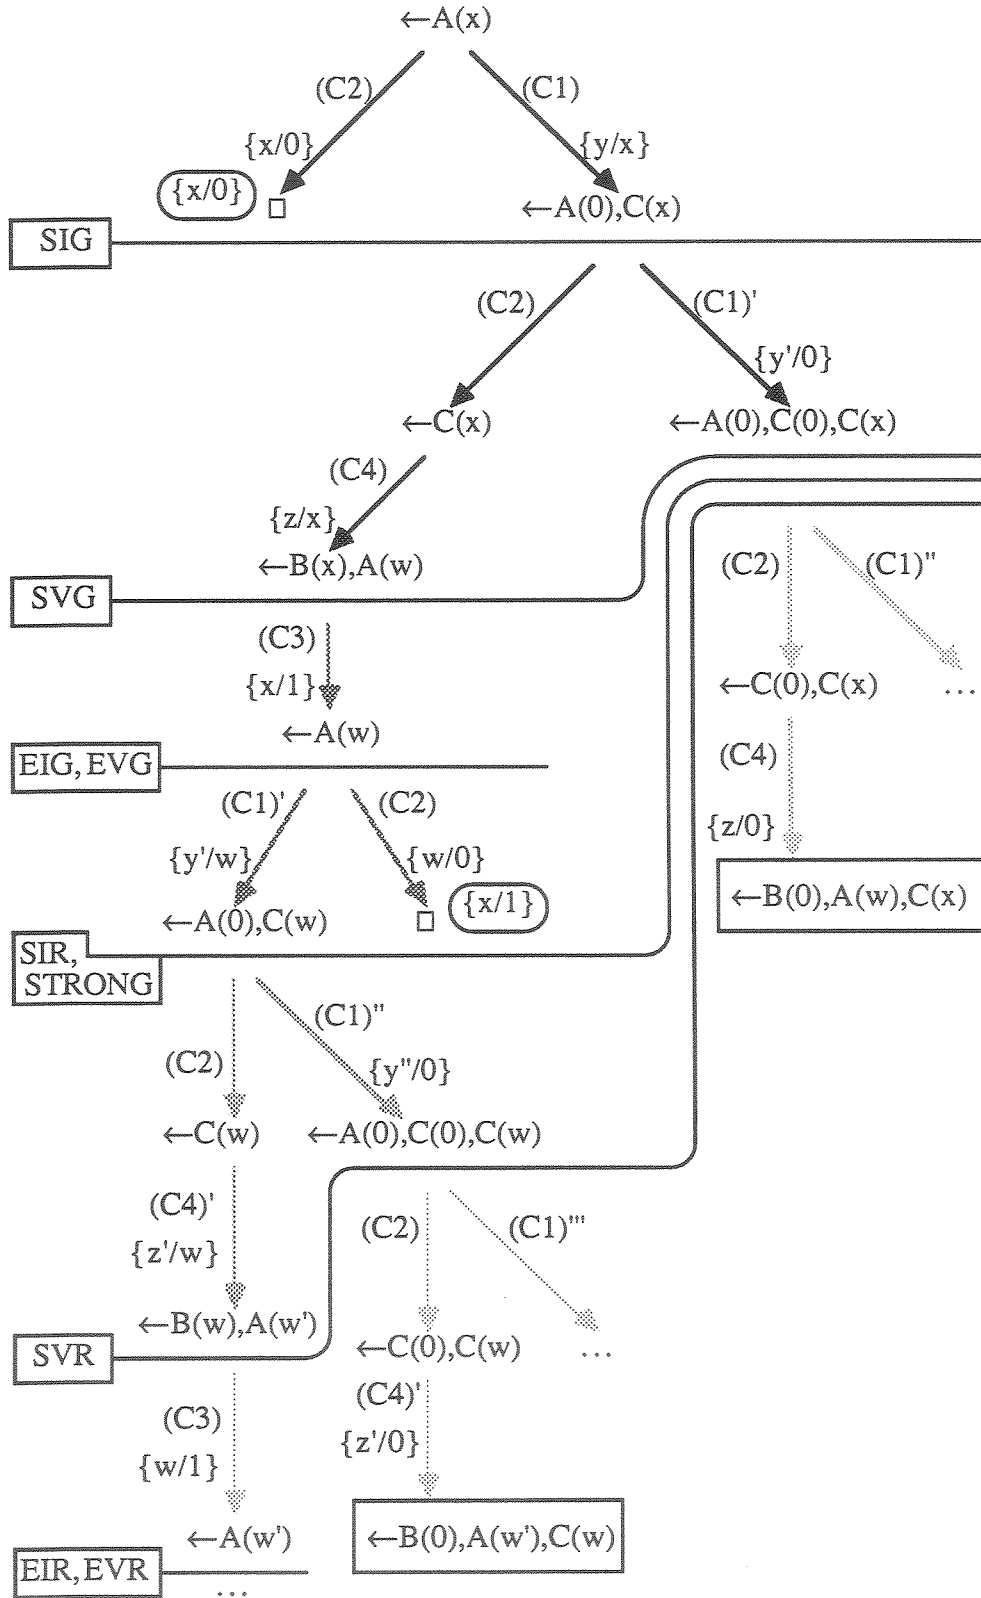 ←A(x)
(C2) (C1)
{x/0} {y/x}
{x/0} □ ←A(0),C(x)
SIG
(C2) (C1)'
{y'/0}
←C(x) ←A(0),C(0),C(x)
(C4)
{z/x}
←B(x),A(w) (C2) (C1)"
SVG
(C3)
{x/1} ←C(0),C(x) ...
←A(w)
EIG, EVG (C4)
(C1)' (C2)
{y'/w} {w/0} {z/0}
←A(0),C(w) □ {x/1} ←B(0),A(w),C(x)
SIR,
STRONG
(C1)"
(C2) {y"/0}
←C(w) ←A(0),C(0),C(w)
(C4)' (C2) (C1)'''
{z'/w}
←B(w),A(w') ←C(0),C(w) ...
SVR
(C3) (C4)'
{w/1} {z'/0}
←A(w') ←B(0),A(w'),C(w)
EIR, EVR
...